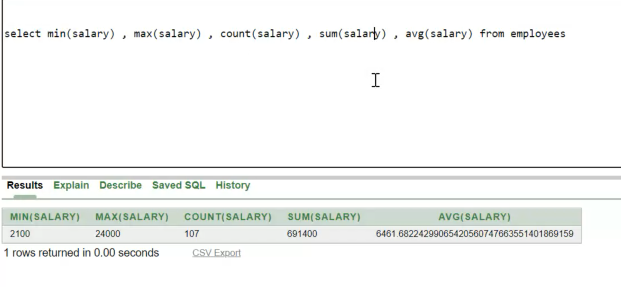 select min(salary) , max(salary) , count(salary) , sum(salary) , avg(salary) from employees
Results Explain Describe Saved SQL History
MIN(SALARY) MAX(SALARY) COUNT(SALARY) SUM(SALARY) AVG(SALARY)
2100 24000 107 691400 6461.68224299065420560747663551401869159
1 rows returned in 0.00 seconds CSV Export